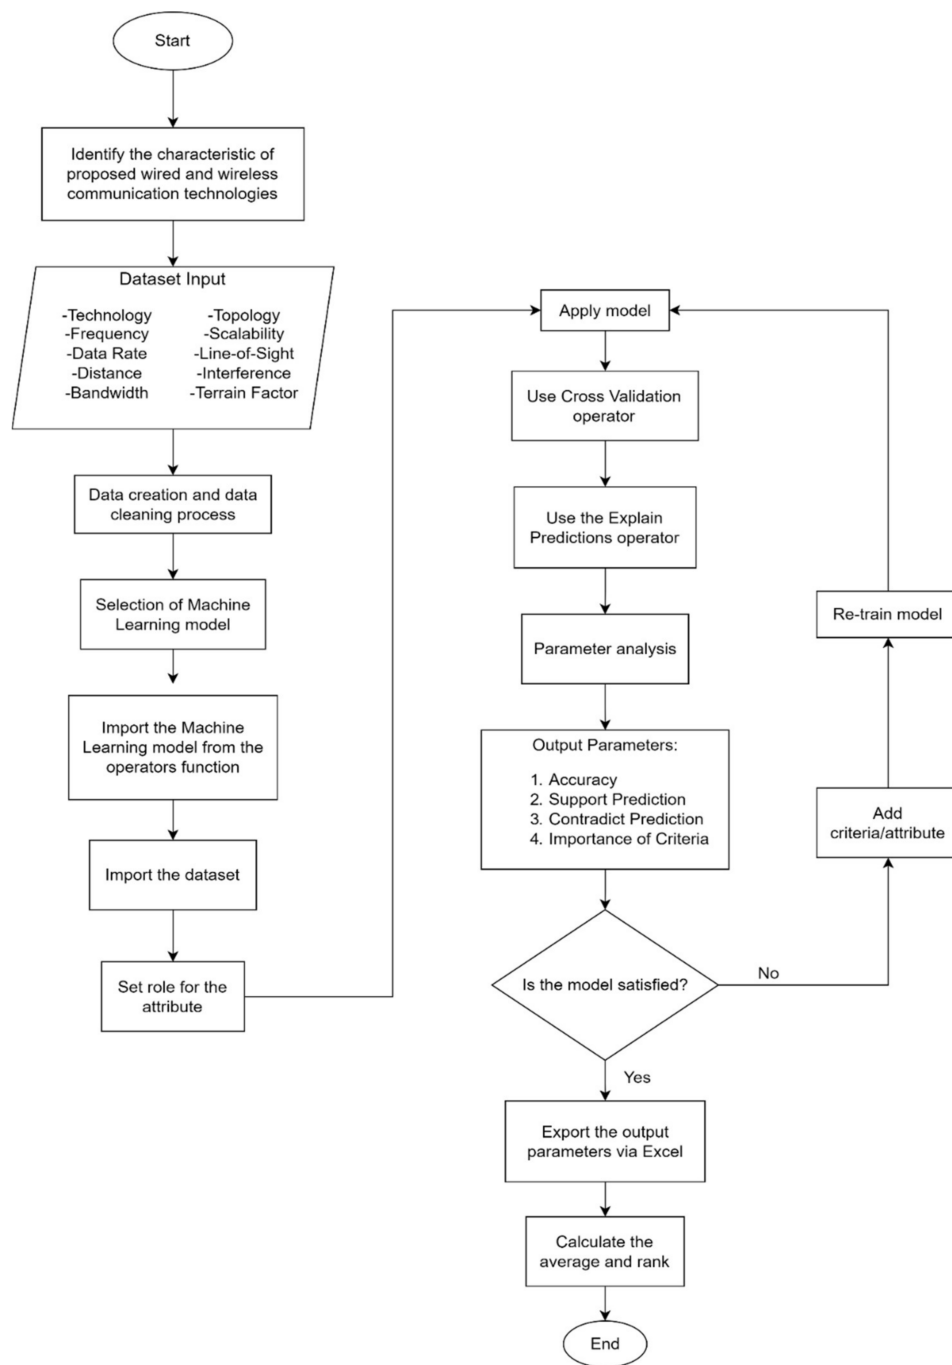 Start
Identify the characteristic of
proposed wired and wireless
communication technologies
Dataset Input
-Technology
-Frequency
-Data Rate
-Distance
-Bandwidth
-Topology
-Scalability
-Line-of-Sight
-Interference
-Terrain Factor
Data creation and data
cleaning process
Selection of Machine
Learning model
Import the Machine
Learning model from the
operators function
Import the dataset
Set role for the
attribute
Apply model
Use Cross Validation
operator
Use the Explain
Predictions operator
Parameter analysis
Output Parameters:
1. Accuracy
2. Support Prediction
3. Contradict Prediction
4. Importance of Criteria
Is the model satisfied?
No
Add
criteria/attribute
Re-train model
Yes
Export the output
parameters via Excel
Calculate the
average and rank
End